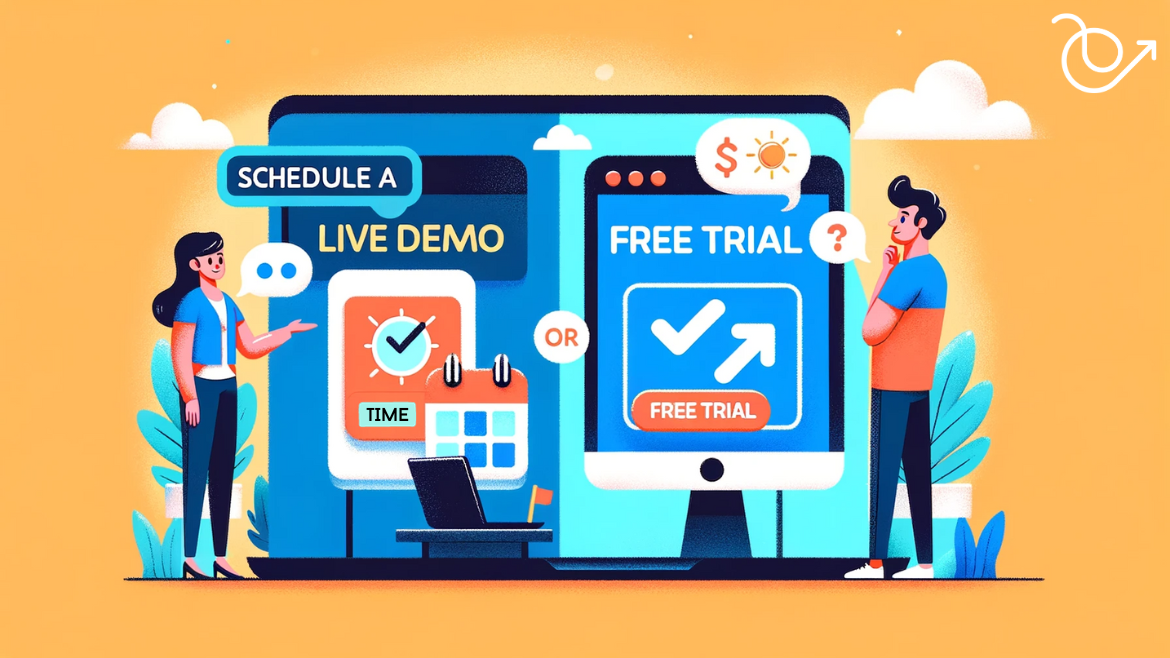 SCHEDULE A
LIVE DEMO
TIME
OR
$
FREE TRIAL
?
FREE TRIAL